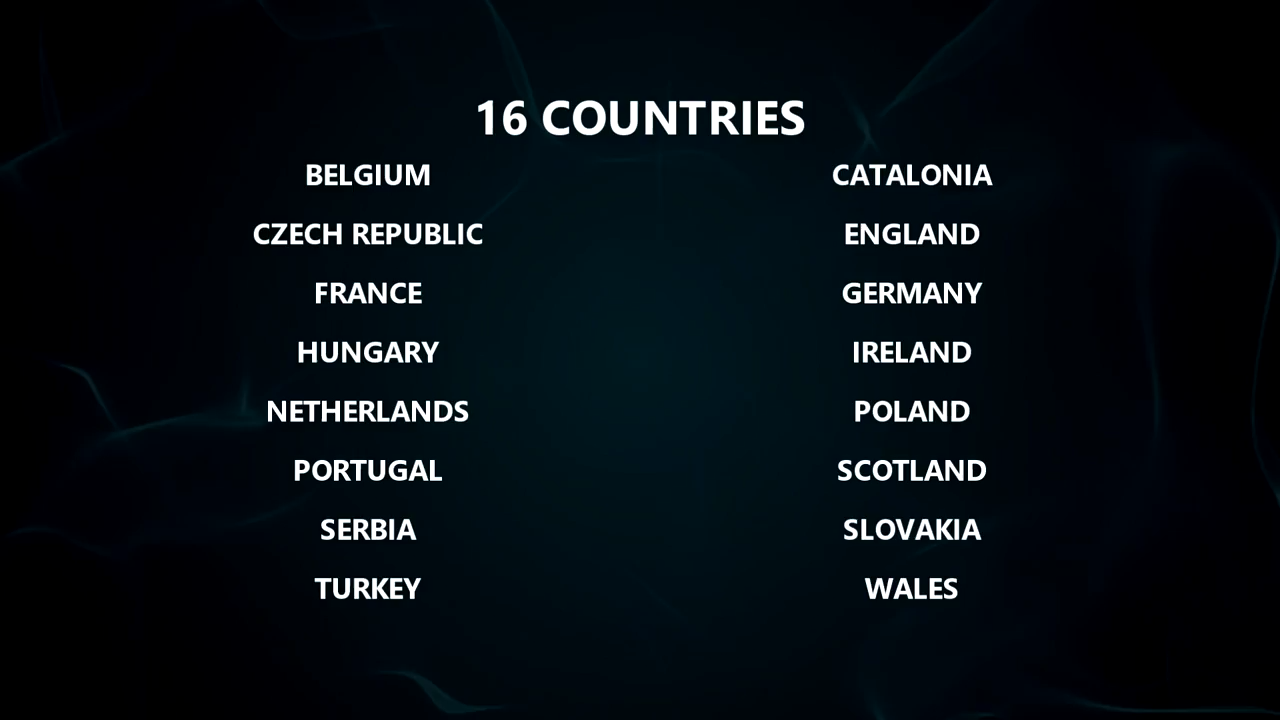 16 COUNTRIES
BELGIUM
CATALONIA
CZECH REPUBLIC
ENGLAND
FRANCE
GERMANY
HUNGARY
IRELAND
NETHERLANDS
POLAND
PORTUGAL
SCOTLAND
SERBIA
SLOVAKIA
TURKEY
WALES